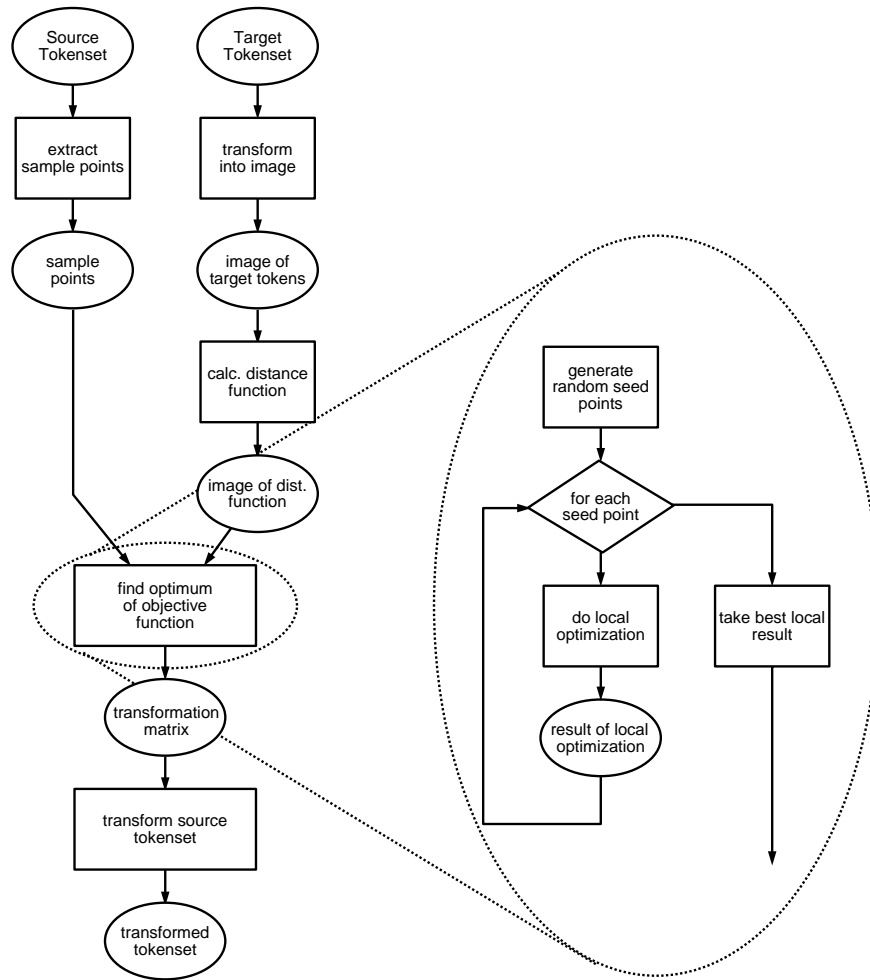 Source
Tokenset
Target
Tokenset
extract
sample points
transform
into image
sample
points
image of
target tokens
calc. distance
function
image of dist.
function
find optimum
of objective
function
transformation
matrix
transform source
tokenset
transformed
tokenset
generate
random seed
points
for each
seed point
do local
optimization
take best local
result
result of local
optimization